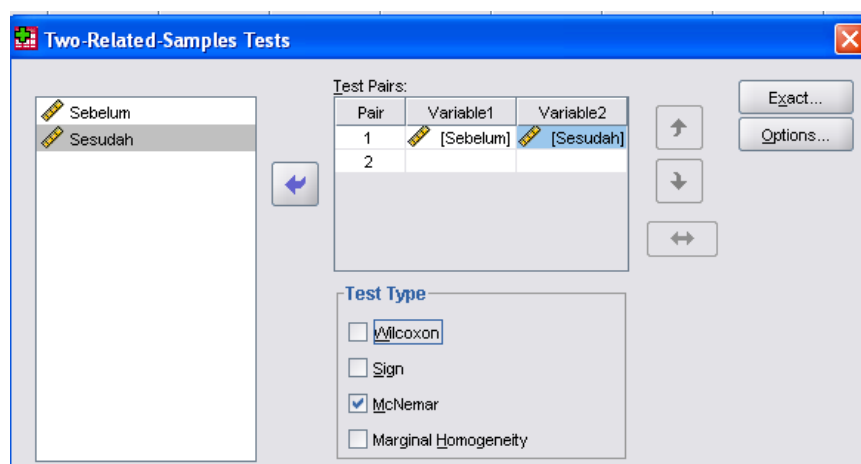 Two-Related-Samples Tests
Sebelum
Sesudah
Test Pairs:
Pair Variable1 Variable2
1 [Sebelum] [Sesudah]
2
Exact...
Options...
Test Type
Wilcoxon
Sign
McNemar
Marginal Homogeneity